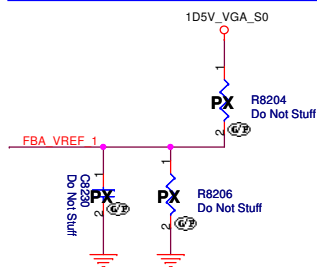 1D5V_VGA_S0
1
PX
R8204
Do Not Stuff
2
G/P
FBA_VREF_1
1
C8230
Do Not Stuff
PX
2
G/P
1
PX
R8206
Do Not Stuff
2
G/P